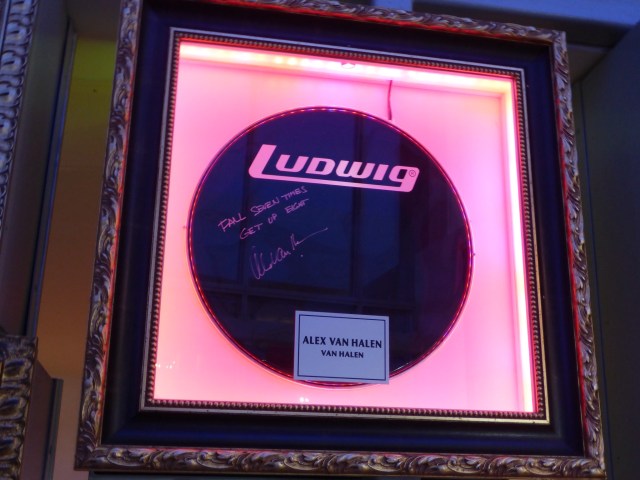 LUDWIG®
FALL SEVEN TIMES
GET UP EIGHT
ALEX VAN HALEN
VAN HALEN